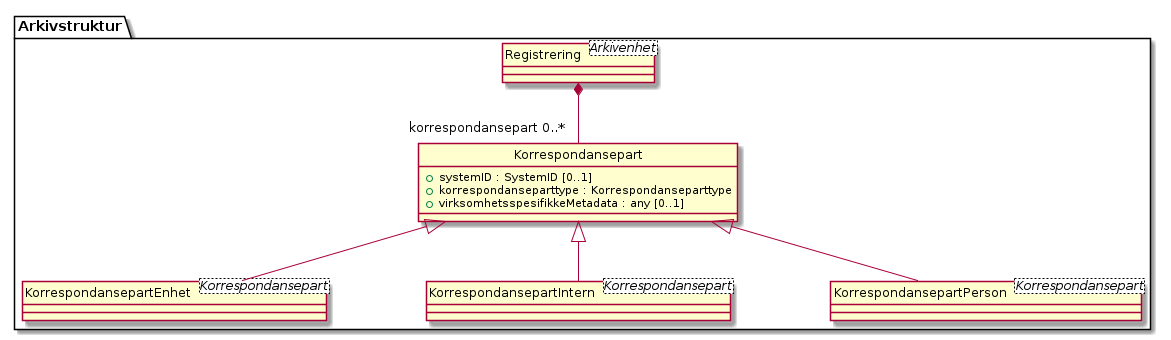 Arkivstruktur
Registrering
Arkivenhet
korrespondansepart 0..*
Korrespondansepart
systemID : SystemID [0..1]
korrespondanseparttype : Korrespondanseparttype
virksomhetsspesifikkeMetadata : any [0..1]
KorrespondansepartEnhet
Korrespondansepart
KorrespondansepartIntern
Korrespondansepart
KorrespondansepartPerson
Korrespondansepart